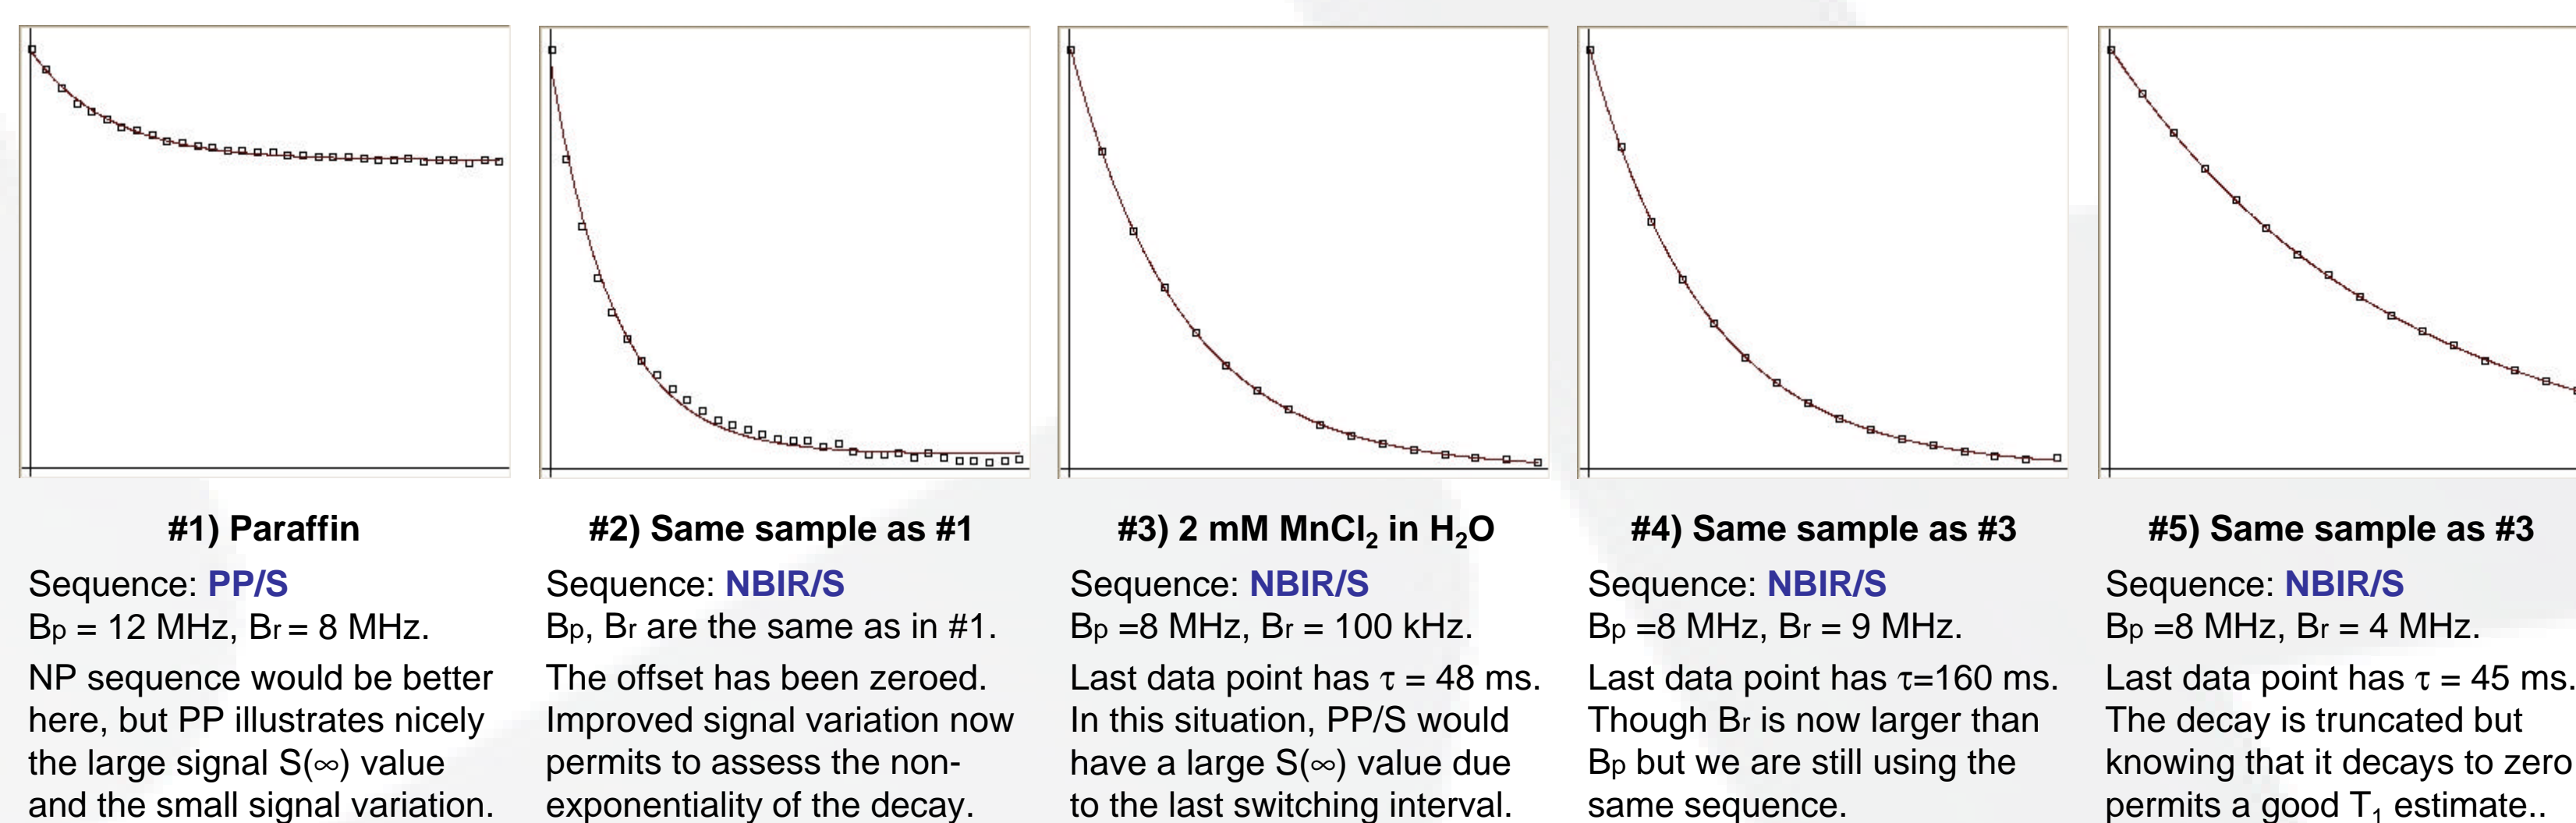 #1) Paraffin
Sequence: PP/S
Bp = 12 MHz, Br = 8 MHz.
NP sequence would be better
here, but PP illustrates nicely
the large signal S(∞) value
and the small signal variation.
#2) Same sample as #1
Sequence: NBIR/S
Bp, Br are the same as in #1.
The offset has been zeroed.
Improved signal variation now
permits to assess the non-
exponentiality of the decay.
#3) 2 mM MnCl₂ in H₂O
Sequence: NBIR/S
Bp =8 MHz, Br = 100 kHz.
Last data point has τ = 48 ms.
In this situation, PP/S would
have a large S(∞) value due
to the last switching interval.
#4) Same sample as #3
Sequence: NBIR/S
Bp =8 MHz, Br = 9 MHz.
Last data point has τ=160 ms.
Though Br is now larger than
Bp but we are still using the
same sequence.
#5) Same sample as #3
Sequence: NBIR/S
Bp =8 MHz, Br = 4 MHz.
Last data point has τ = 45 ms.
The decay is truncated but
knowing that it decays to zero
permits a good T₁ estimate..